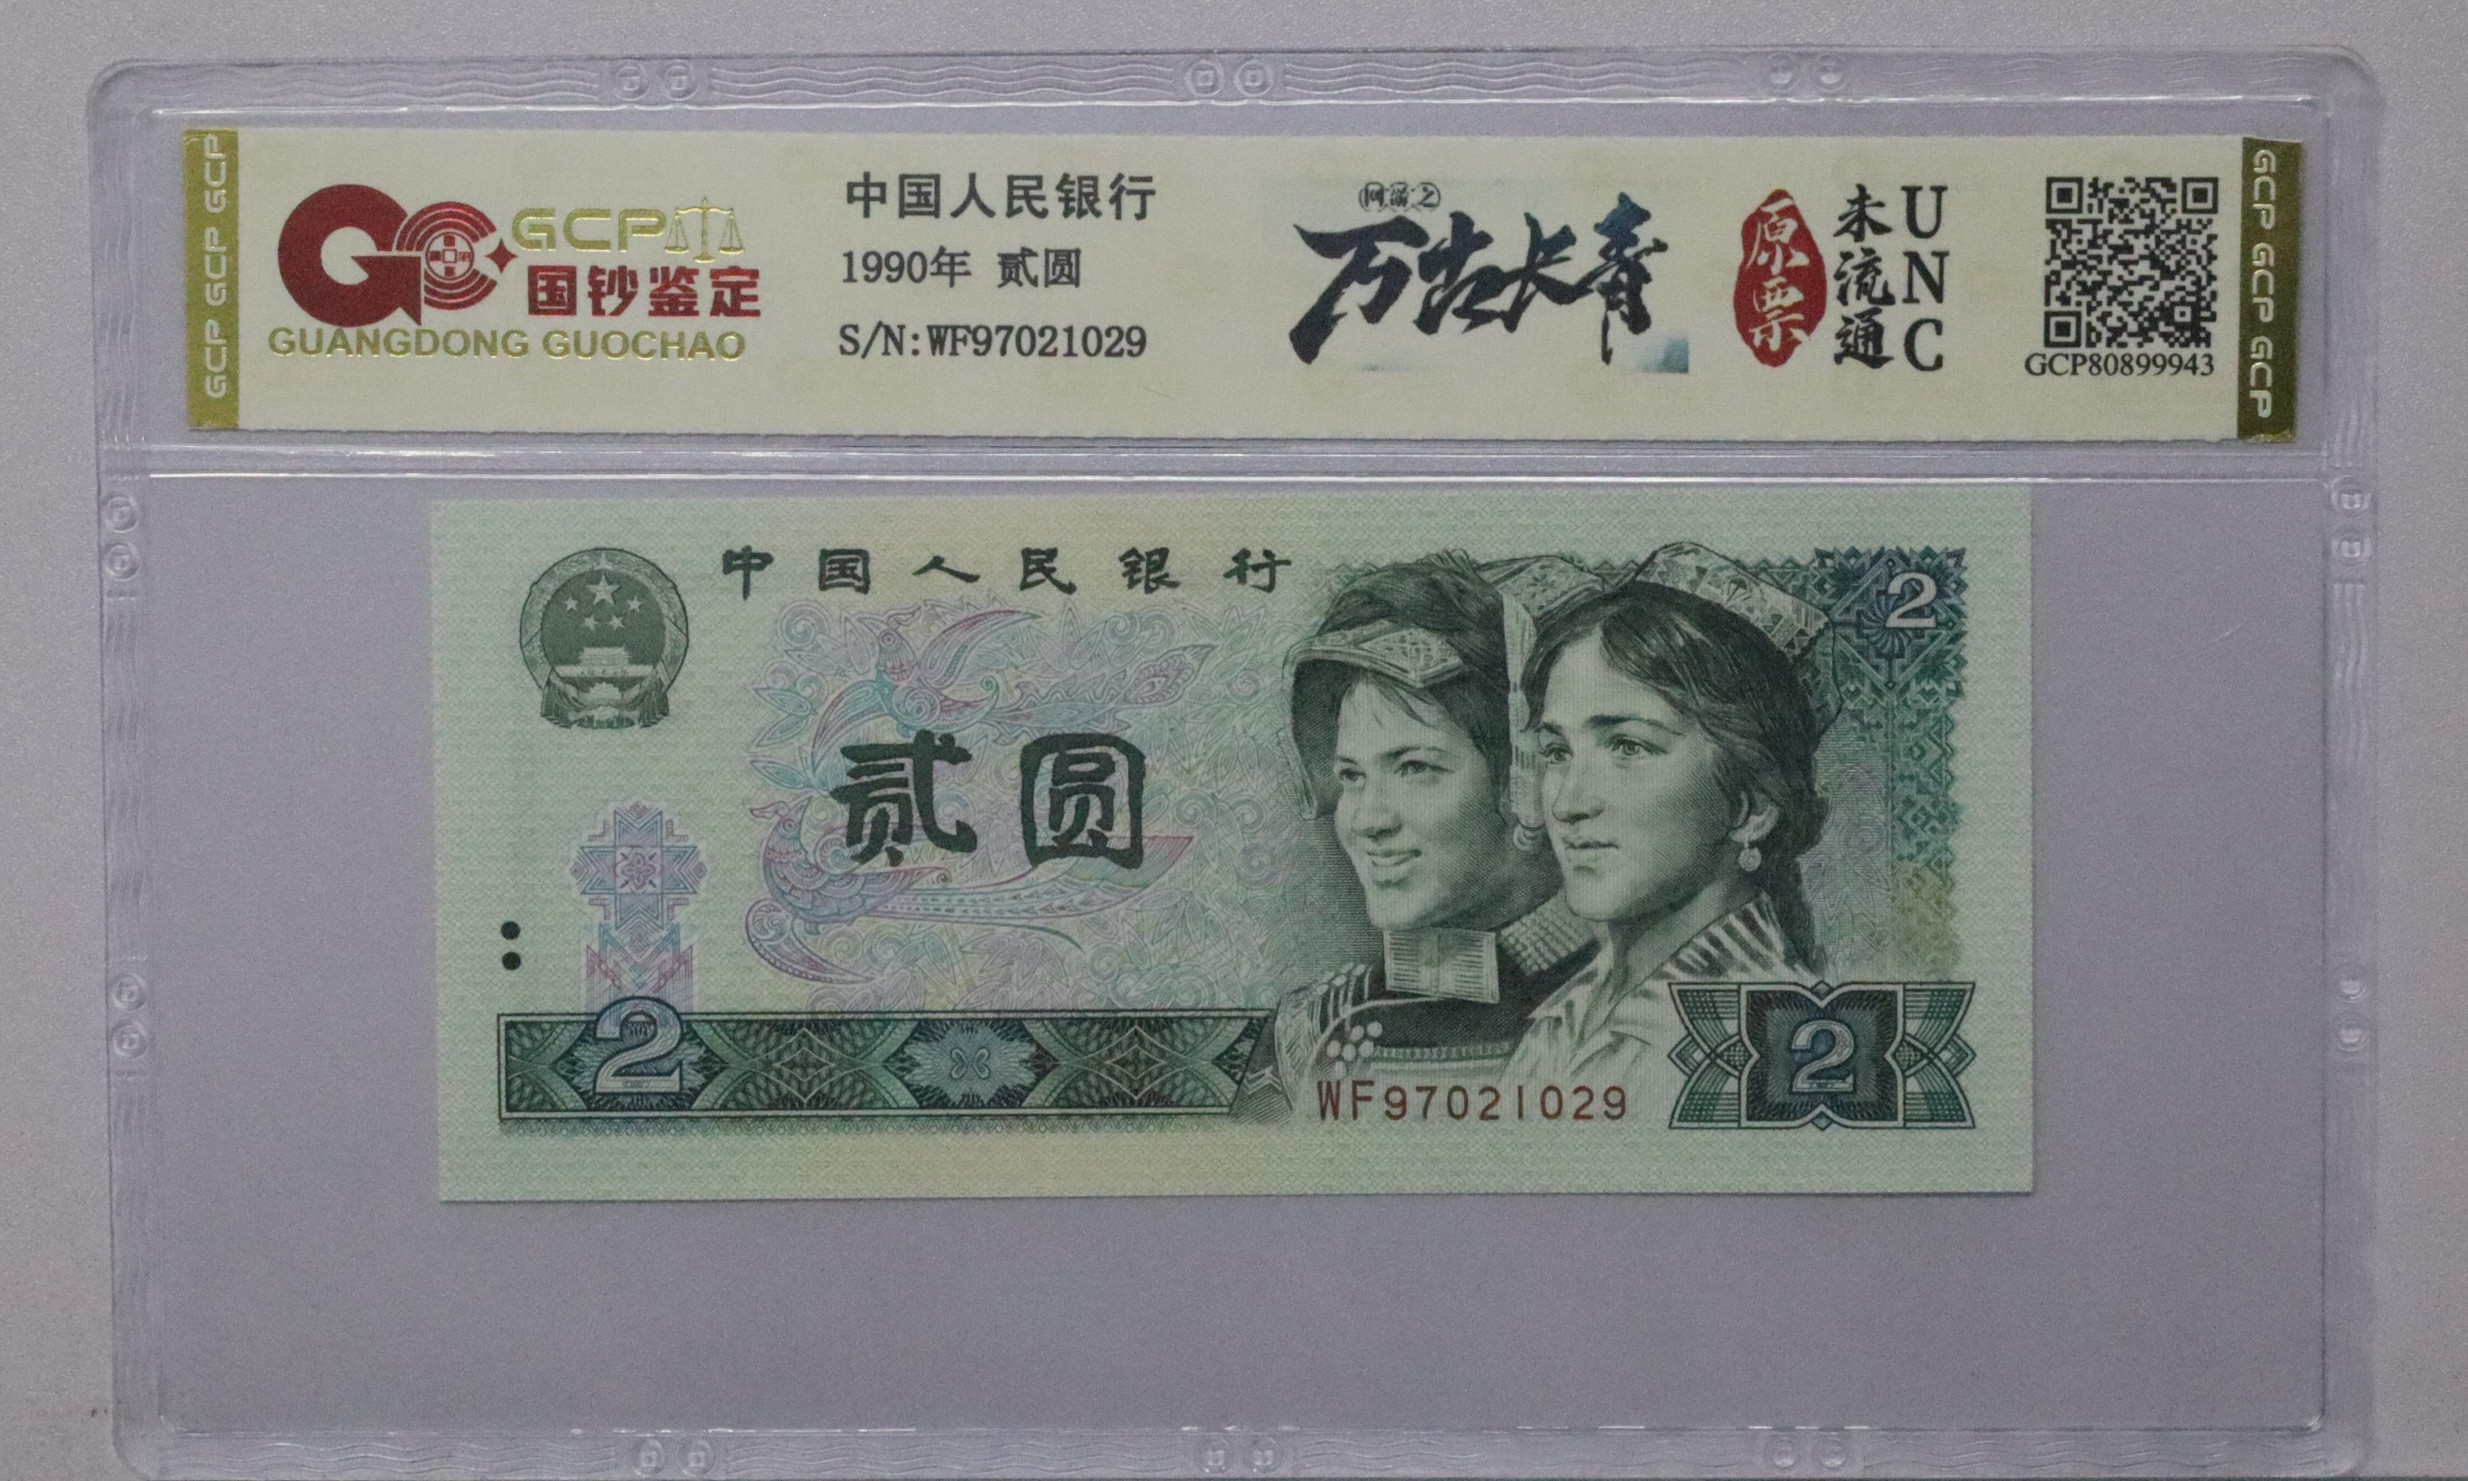 GCP GCP GCP
GCP
国钞鉴定
GUANGDONG GUOCHAO
中国人民银行
1990年 贰圆
S/N:WF97021029
万古长青
原票
未流通
UNC
GCP80899943
GCP GCP GCP
中国人民银行
2
贰圆
2
WF97021029
2